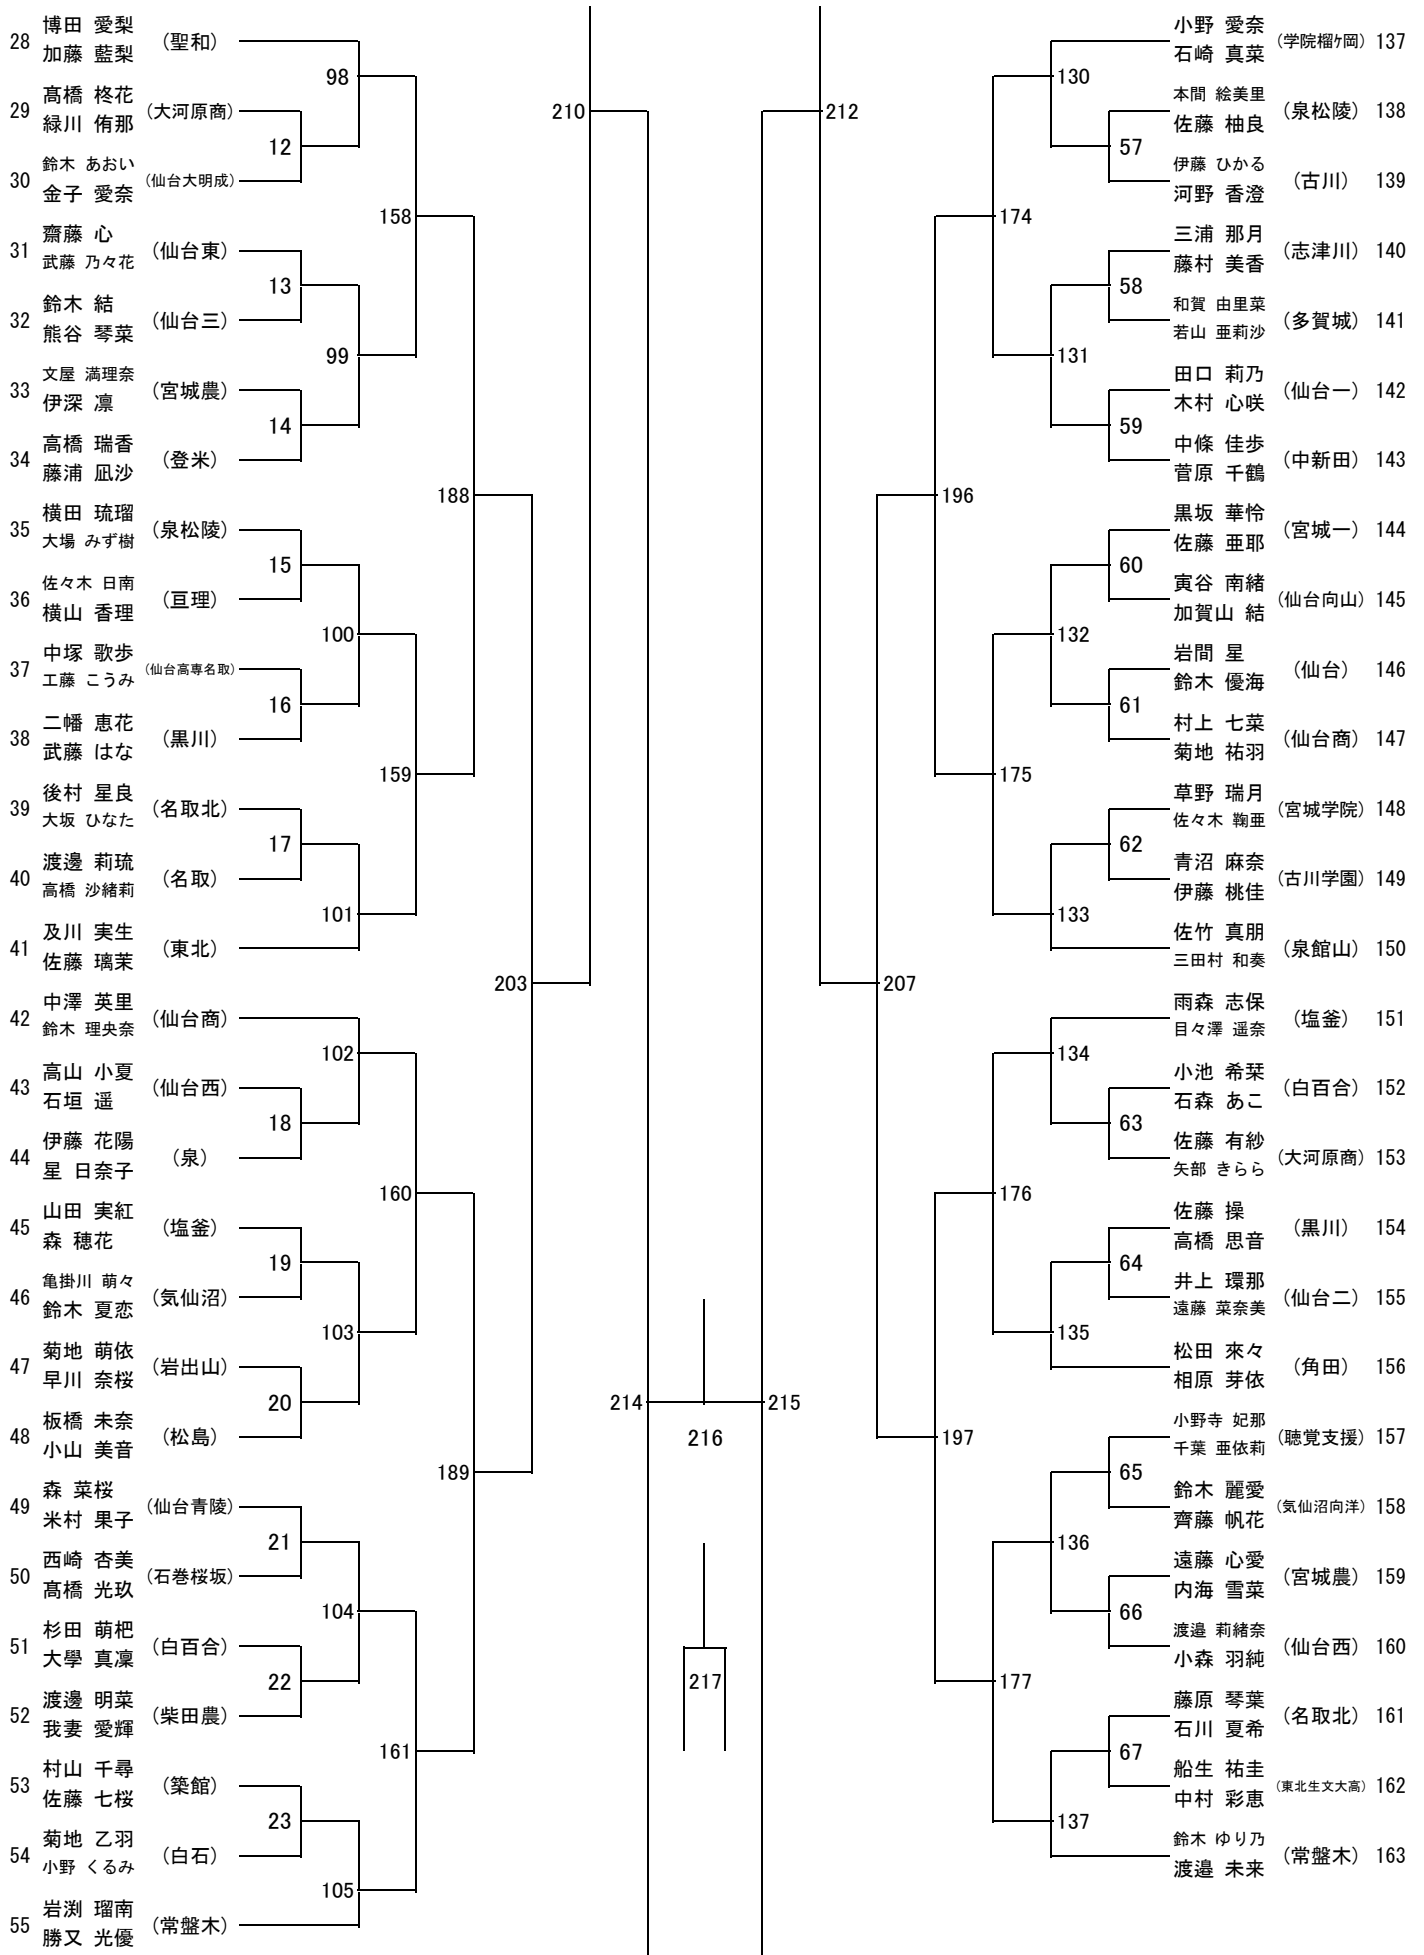 28 博田 愛梨 (聖和)
加藤 藍梨
29 髙橋 柊花 (大河原商)
緑川 侑那
30 鈴木 あおい (仙台大明成)
金子 愛奈
31 齋藤 心 (仙台東)
武藤 乃々花
32 鈴木 結 (仙台三)
熊谷 琴菜
33 文屋 満理奈 (宮城農)
伊深 凛
34 高橋 瑞香 (登米)
藤浦 凪沙
35 横田 琉瑠 (泉松陵)
大場 みず樹
36 佐々木 日南 (亘理)
横山 香理
37 中塚 歌歩 (仙台高専名取)
工藤 こうみ
38 二幡 恵花 (黒川)
武藤 はな
39 後村 星良 (名取北)
大坂 ひなた
40 渡邊 莉琉 (名取)
高橋 沙緒莉
41 及川 実生 (東北)
佐藤 璃茉
42 中澤 英里 (仙台商)
鈴木 理央奈
43 高山 小夏 (仙台西)
石垣 遥
44 伊藤 花陽 (泉)
星 日奈子
45 山田 実紅 (塩釜)
森 穂花
46 亀掛川 萌々 (気仙沼)
鈴木 夏恋
47 菊地 萌依 (岩出山)
早川 奈桜
48 板橋 未奈 (松島)
小山 美音
49 森 菜桜 (仙台青陵)
米村 果子
50 西崎 杏美 (石巻桜坂)
髙橋 光玖
51 杉田 萌杷 (白百合)
大學 真凜
52 渡邊 明菜 (柴田農)
我妻 愛輝
53 村山 千尋 (築館)
佐藤 七桜
54 菊地 乙羽 (白石)
小野 くるみ
55 岩渕 瑠南 (常盤木)
勝又 光優
12
13
14
15
16
17
18
19
20
21
22
23
98
99
100
101
102
103
104
105
158
159
160
161
188
189
203
210
214
216
217
215
212
207
196
197
174
175
176
177
130
131
132
133
134
135
136
137
57
58
59
60
61
62
63
64
65
66
67
小野 愛奈 (学院榴ケ岡) 137
石崎 真菜
本間 絵美里 (泉松陵) 138
佐藤 柚良
伊藤 ひかる (古川) 139
河野 香澄
三浦 那月 (志津川) 140
藤村 美香
和賀 由里菜 (多賀城) 141
若山 亜莉沙
田口 莉乃 (仙台一) 142
木村 心咲
中條 佳歩 (中新田) 143
菅原 千鶴
黒坂 華怜 (宮城一) 144
佐藤 亜耶
寅谷 南緒 (仙台向山) 145
加賀山 結
岩間 星 (仙台) 146
鈴木 優海
村上 七菜 (仙台商) 147
菊地 祐羽
草野 瑞月 (宮城学院) 148
佐々木 鞠亜
青沼 麻奈 (古川学園) 149
伊藤 桃佳
佐竹 真朋 (泉館山) 150
三田村 和奏
雨森 志保 (塩釜) 151
目々澤 遥奈
小池 希栞 (白百合) 152
石森 あこ
佐藤 有紗 (大河原商) 153
矢部 きらら
佐藤 操 (黒川) 154
高橋 思音
井上 環那 (仙台二) 155
遠藤 菜奈美
松田 來々 (角田) 156
相原 芽依
小野寺 妃那 (聴覚支援) 157
千葉 亜依莉
鈴木 麗愛 (気仙沼向洋) 158
齊藤 帆花
遠藤 心愛 (宮城農) 159
内海 雪菜
渡邉 莉緒奈 (仙台西) 160
小森 羽純
藤原 琴葉 (名取北) 161
石川 夏希
船生 祐圭 (東北生文大高) 162
中村 彩恵
鈴木 ゆり乃 (常盤木) 163
渡邉 未来